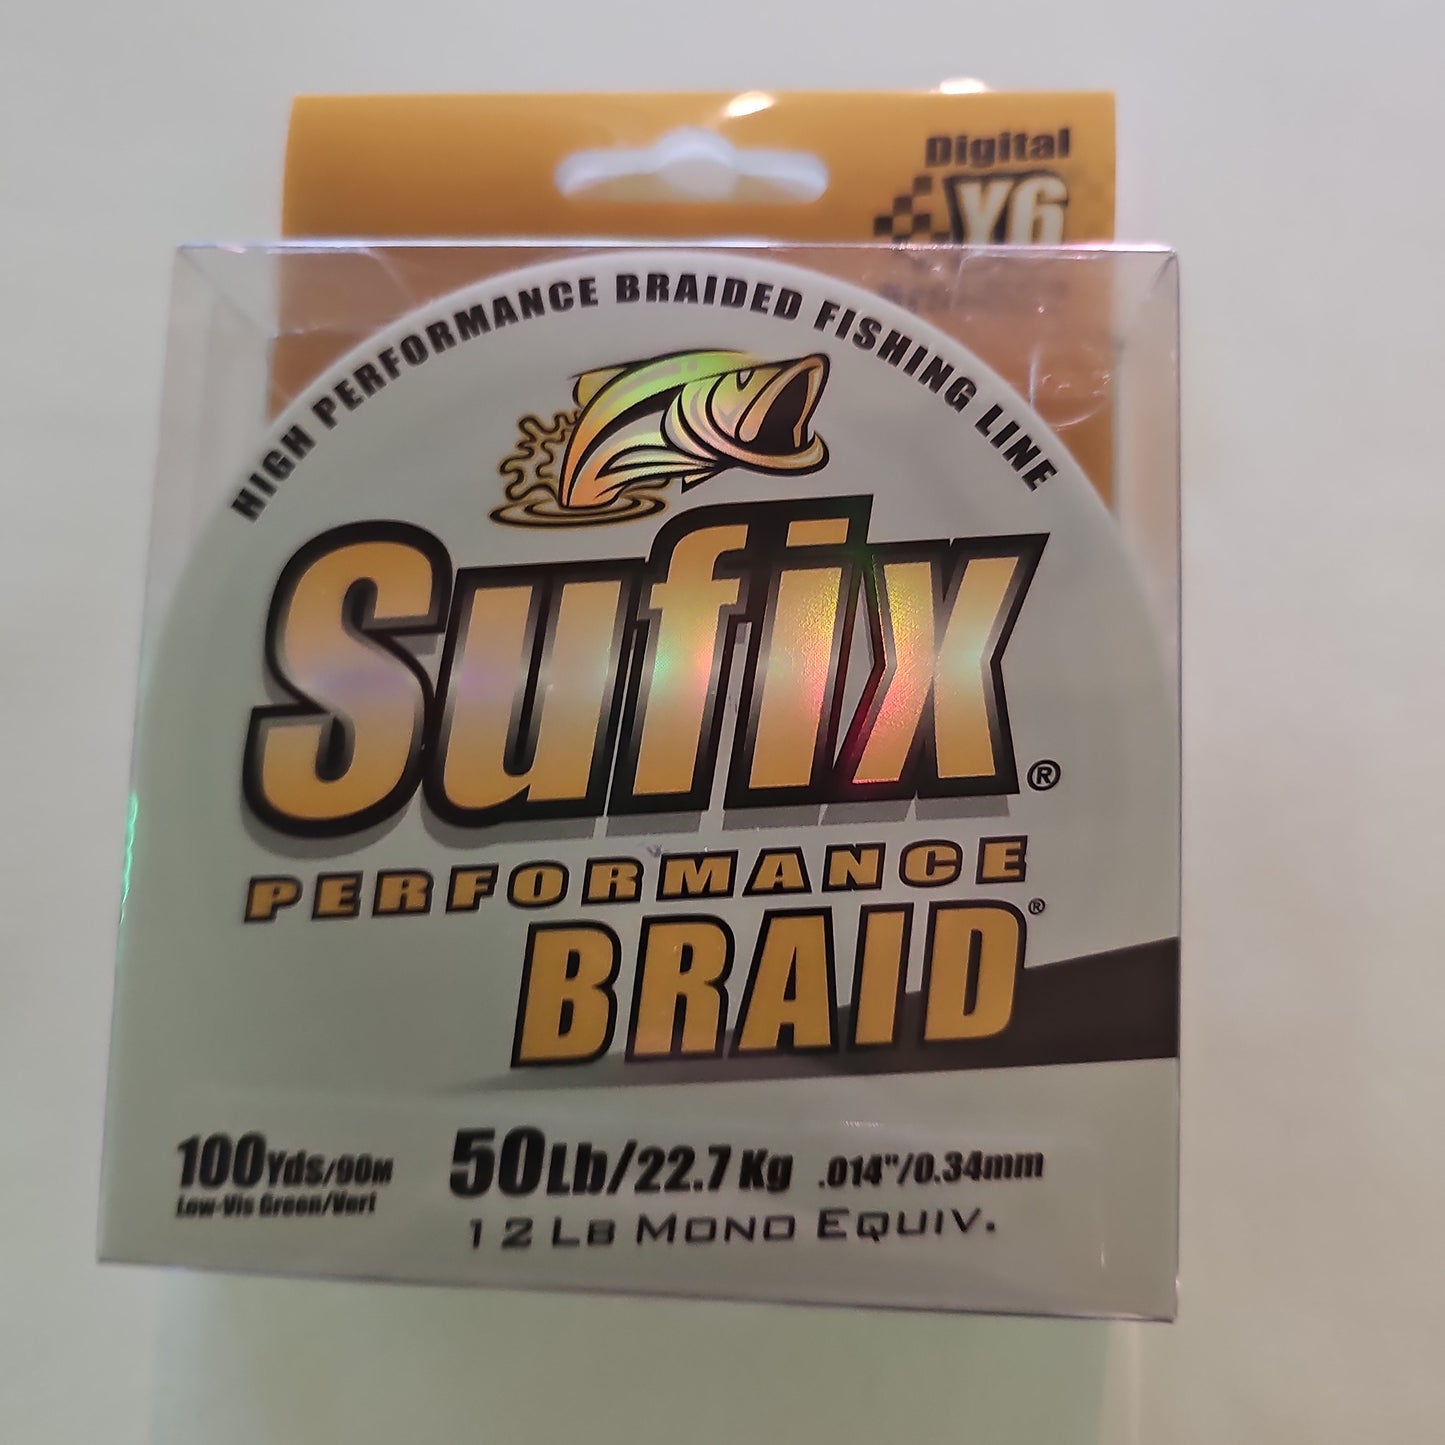 Digital
Y6
HIGH PERFORMANCE BRAIDED FISHING LINE
Sufix®
PERFORMANCE
BRAID®
100Yds/90M 50Lb/22.7Kg .014"/0.34mm
Low-Vis Green/Vert
12 LB MONO EQUIV.